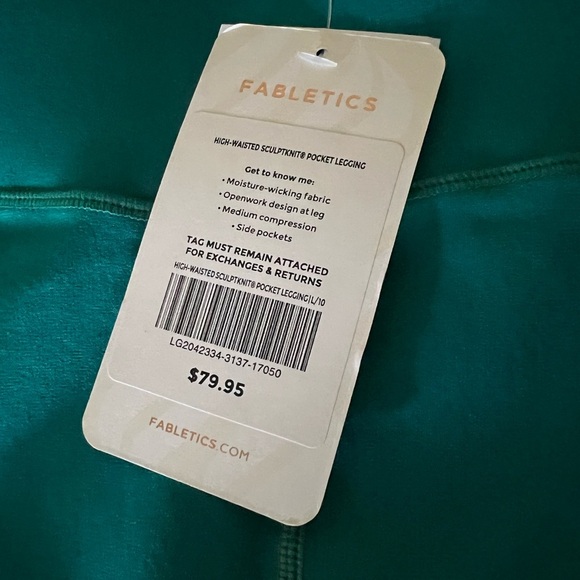 FABLETICS
HIGH-WAISTED SCULPTKNIT® POCKET LEGGING
Get to know me:
• Moisture-wicking fabric
• Openwork design at leg
• Medium compression
• Side pockets
TAG MUST REMAIN ATTACHED
FOR EXCHANGES & RETURNS
HIGH-WAISTED SCULPTKNIT® POCKET LEGGING|L/10
LG2042334-3137-17050
$79.95
FABLETICS.COM